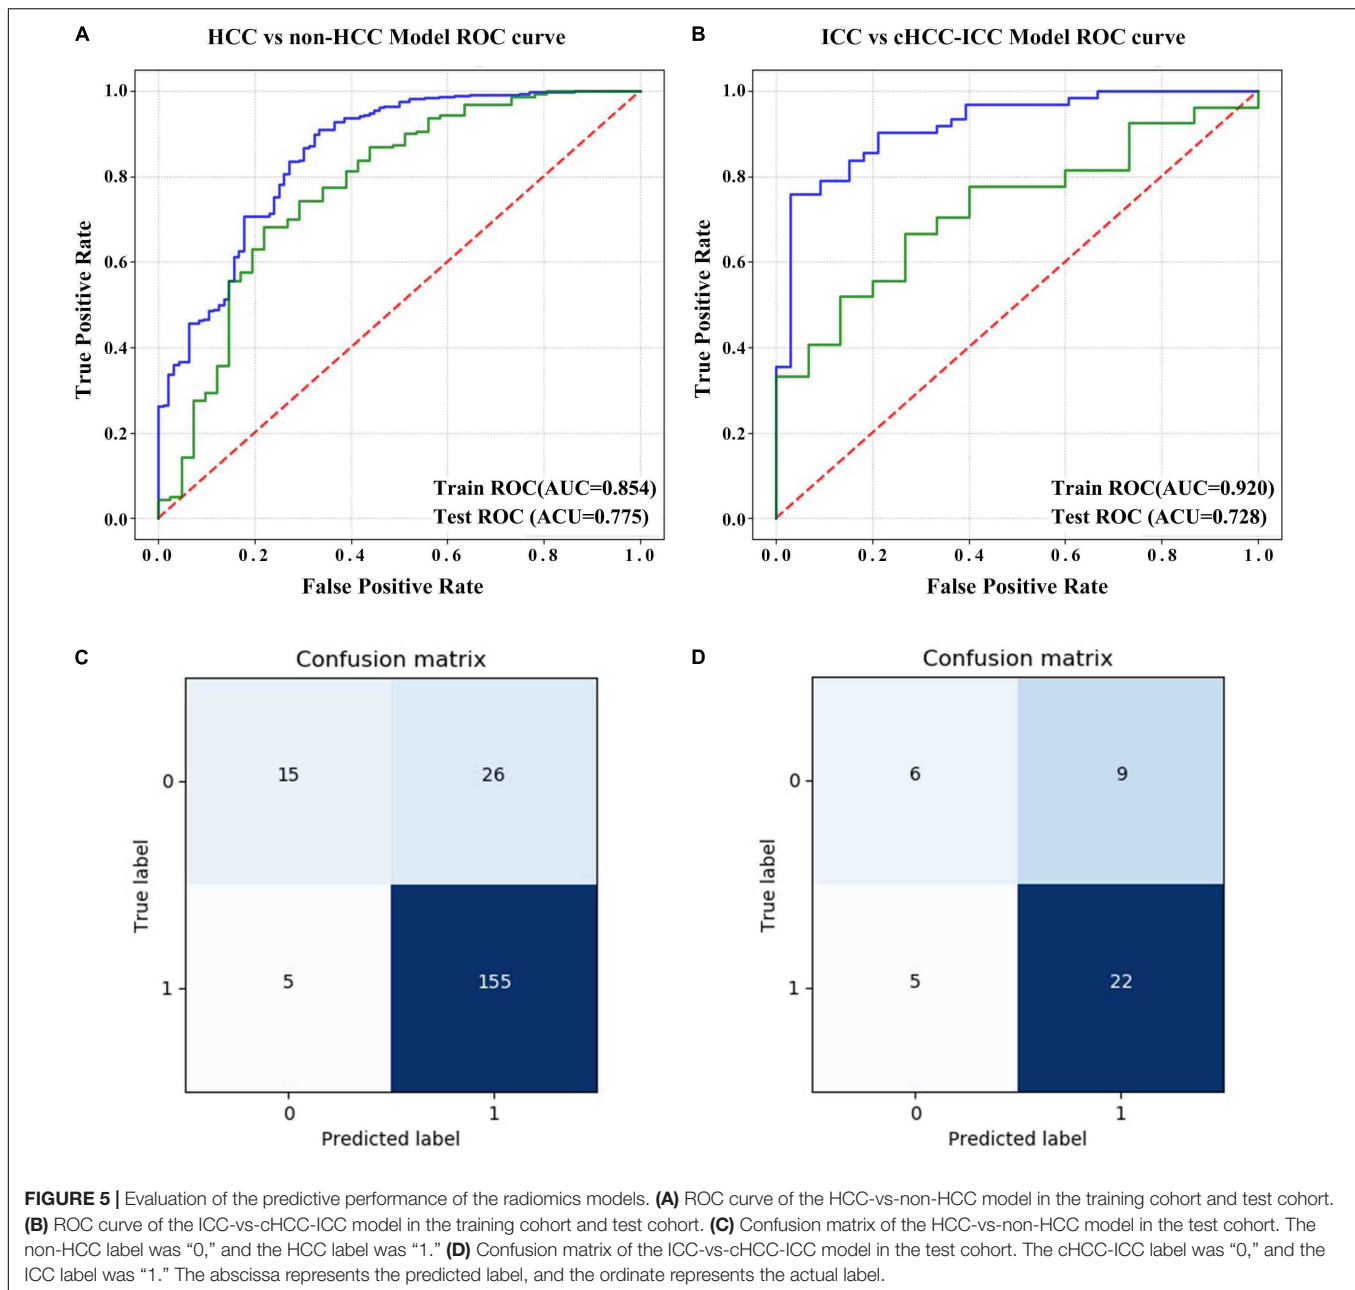 A
HCC vs non-HCC Model ROC curve
1.0
0.8
0.6
0.4
0.2
0.0
True Positive Rate
Train ROC(AUC=0.854)
Test ROC (ACU=0.775)
0.0 0.2 0.4 0.6 0.8 1.0
False Positive Rate
B
ICC vs cHCC-ICC Model ROC curve
1.0
0.8
0.6
0.4
0.2
0.0
True Positive Rate
Train ROC(AUC=0.920)
Test ROC (ACU=0.728)
0.0 0.2 0.4 0.6 0.8 1.0
False Positive Rate
C
Confusion matrix
True label
0 15 26
1 5 155
0 1
Predicted label
D
Confusion matrix
True label
0 6 9
1 5 22
0 1
Predicted label
FIGURE 5 | Evaluation of the predictive performance of the radiomics models. (A) ROC curve of the HCC-vs-non-HCC model in the training cohort and test cohort.
(B) ROC curve of the ICC-vs-cHCC-ICC model in the training cohort and test cohort. (C) Confusion matrix of the HCC-vs-non-HCC model in the test cohort. The
non-HCC label was “0,” and the HCC label was “1.” (D) Confusion matrix of the ICC-vs-cHCC-ICC model in the test cohort. The cHCC-ICC label was “0,” and the
ICC label was “1.” The abscissa represents the predicted label, and the ordinate represents the actual label.